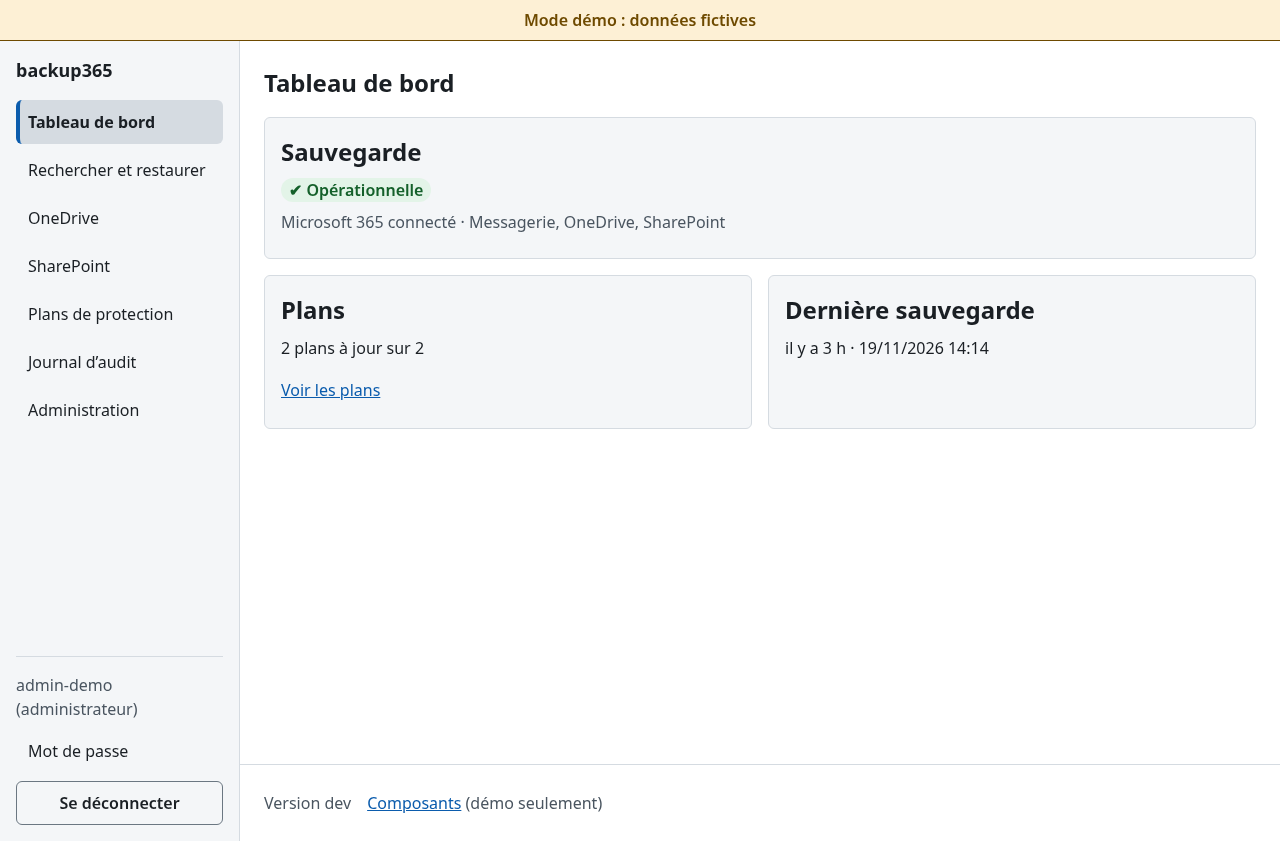 Mode démo : données fictives
backup365
Tableau de bord
Rechercher et restaurer
OneDrive
SharePoint
Plans de protection
Journal d’audit
Administration
admin-demo
(administrateur)
Mot de passe
Se déconnecter
Tableau de bord
Sauvegarde
✔ Opérationnelle
Microsoft 365 connecté · Messagerie, OneDrive, SharePoint
Plans
2 plans à jour sur 2
Voir les plans
Dernière sauvegarde
il y a 3 h · 19/11/2026 14:14
Version dev Composants (démo seulement)